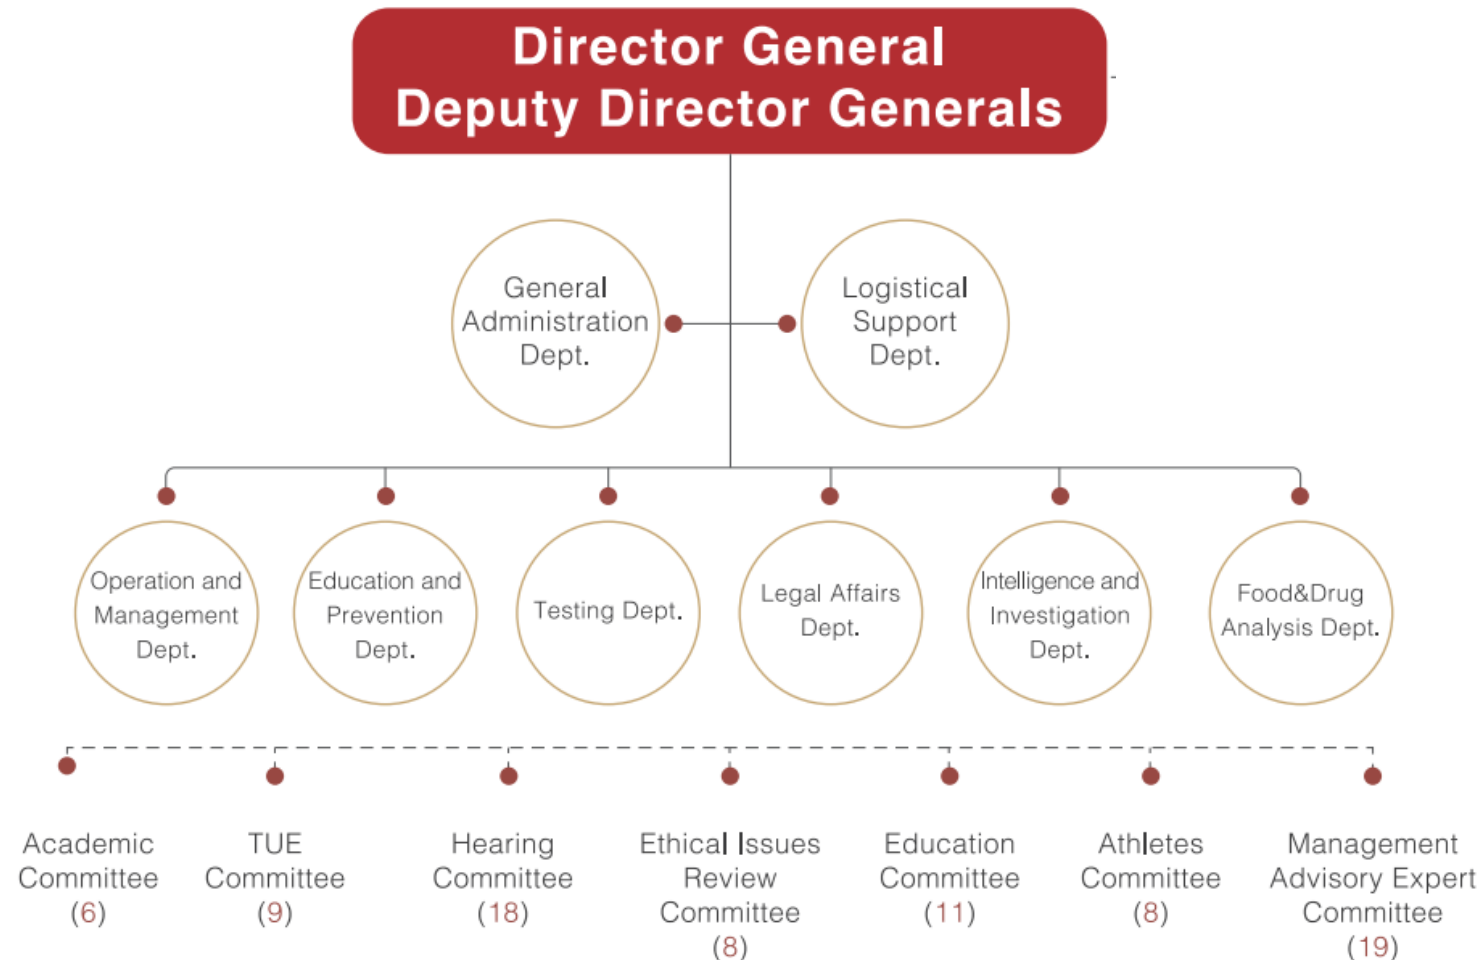 Director General
Deputy Director Generals
General
Administration
Dept.
Logistical
Support
Dept.
Operation and
Management
Dept.
Education and
Prevention
Dept.
Testing Dept.
Legal Affairs
Dept.
Intelligence and
Investigation
Dept.
Food&Drug
Analysis Dept.
Academic
Committee
(6)
TUE
Committee
(9)
Hearing
Committee
(18)
Ethical Issues
Review
Committee
(8)
Education
Committee
(11)
Athletes
Committee
(8)
Management
Advisory Expert
Committee
(19)